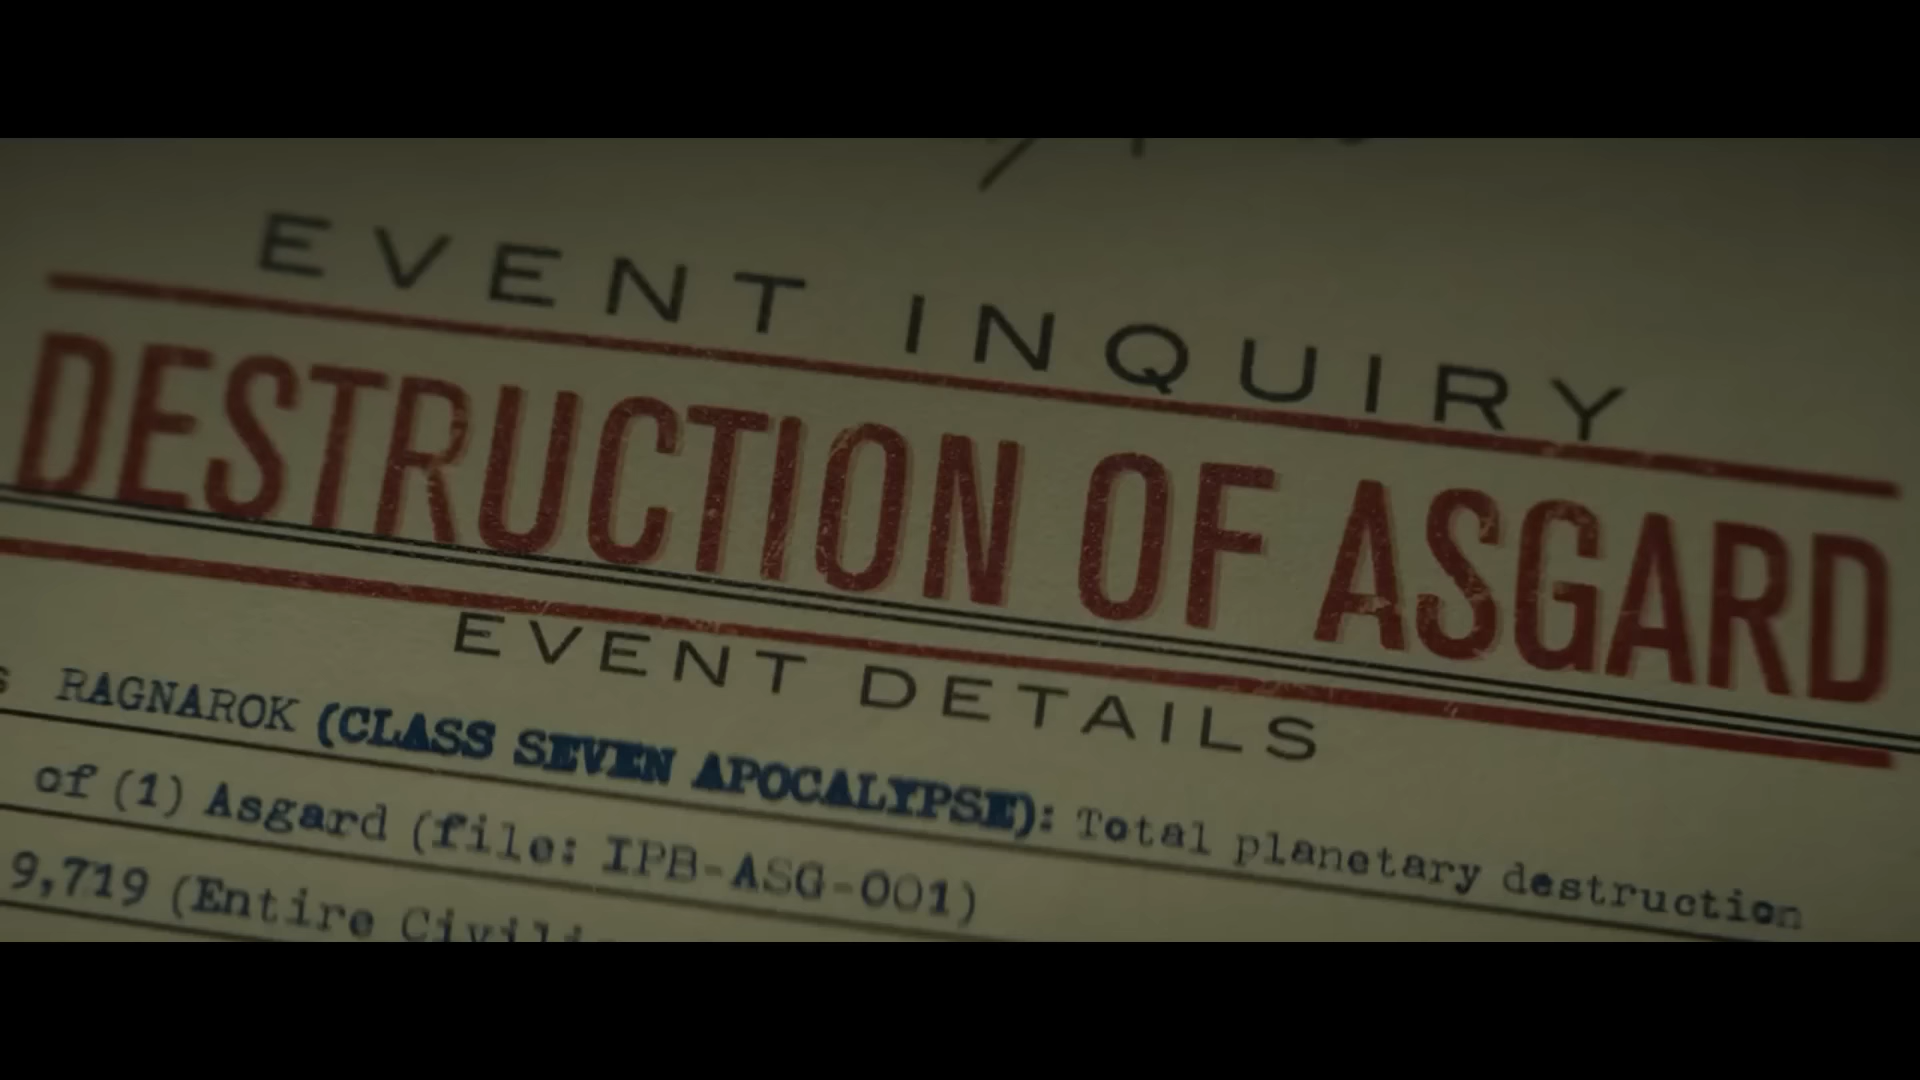 EVENT INQUIRY
DESTRUCTION OF ASGARD
EVENT DETAILS
RAGNAROK (CLASS SEVEN APOCALYPSE): Total planetary destruction
of (1) Asgard (file: IPB-ASG-001)
9,719 (Entire